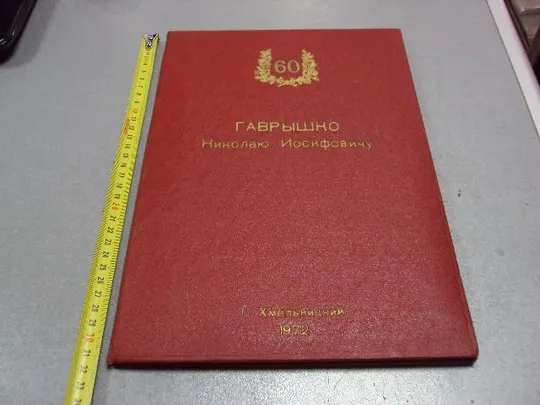 60
ГАВРЫШКО
Николаю Иосифовичу
Г. Хмельницкий
1972